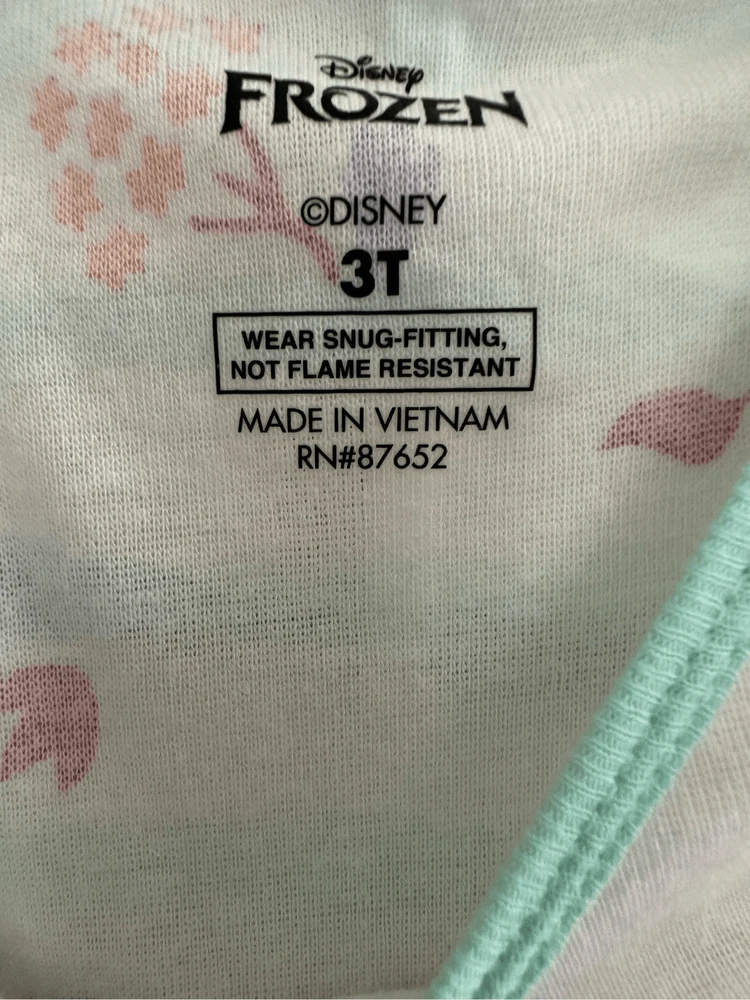 Disney
FROZEN
©DISNEY
3T
WEAR SNUG-FITTING,
NOT FLAME RESISTANT
MADE IN VIETNAM
RN#87652